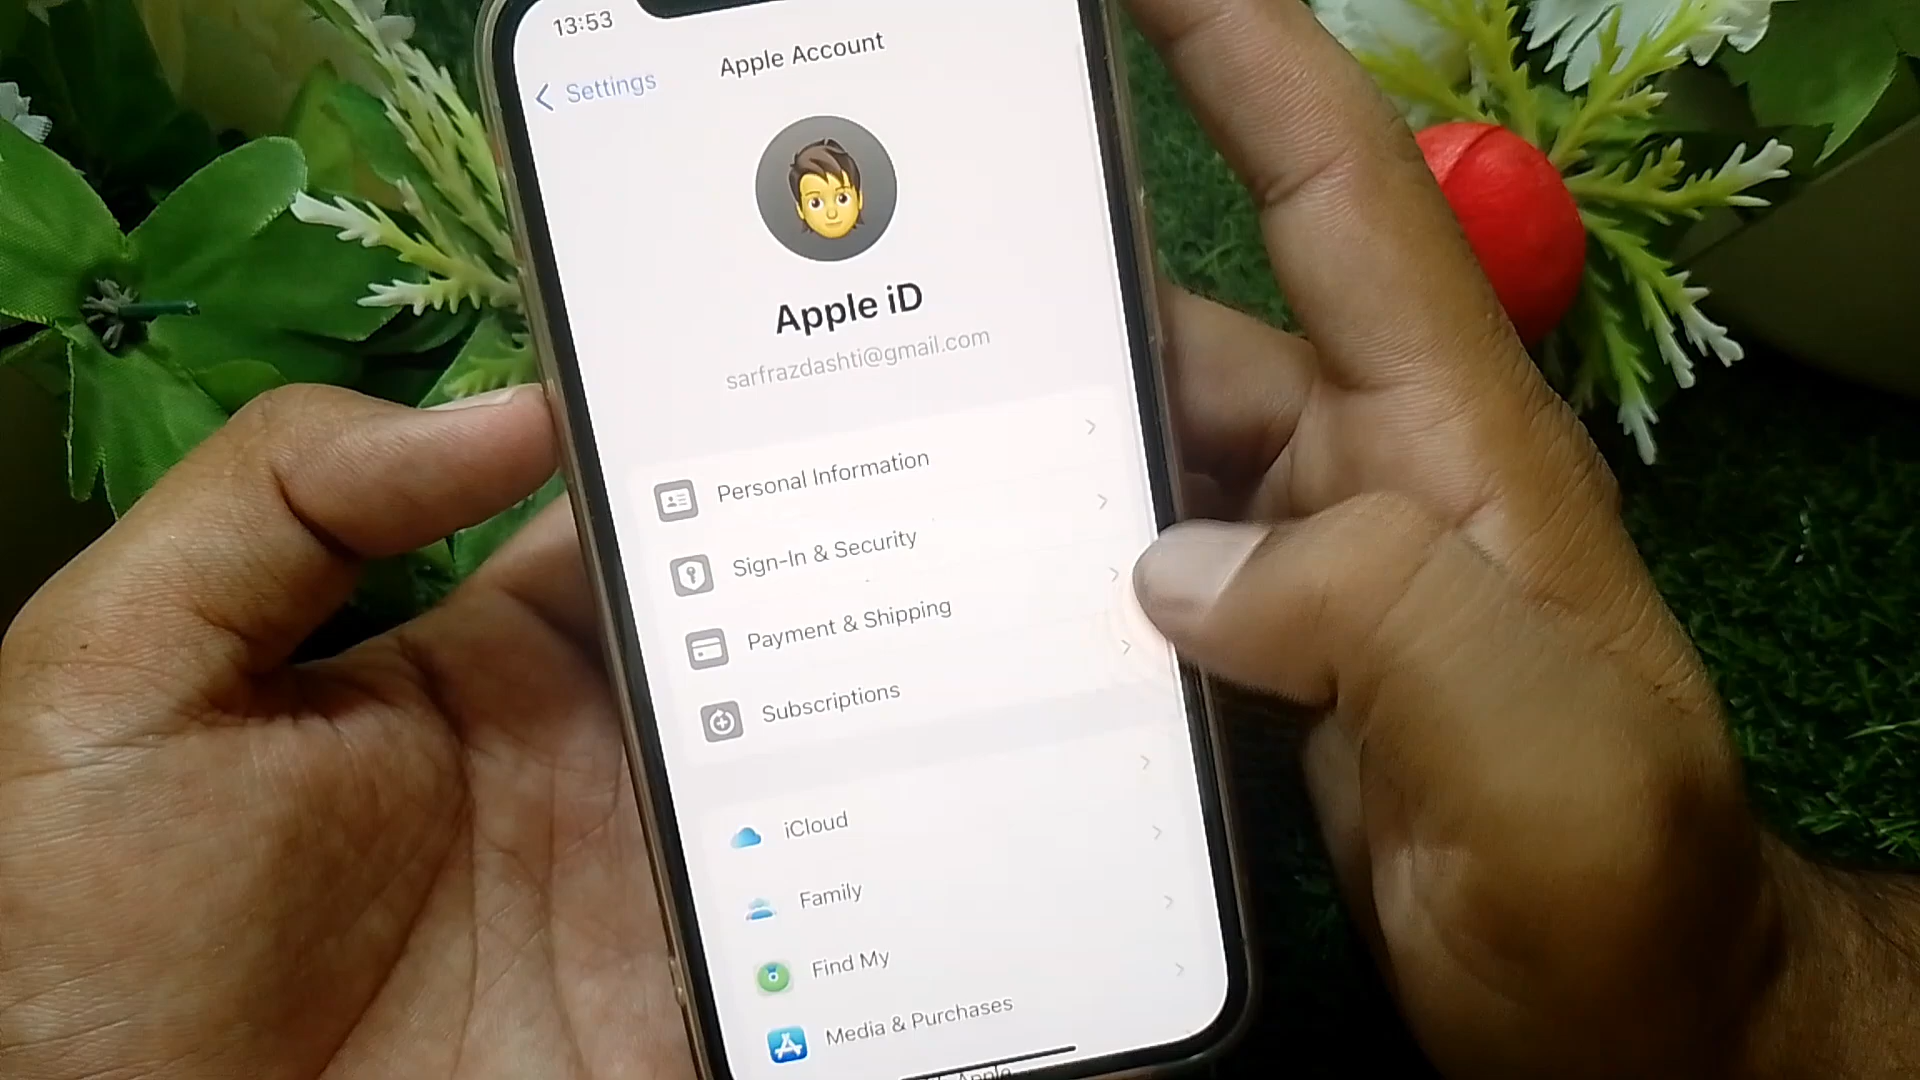 13:53
Settings
Apple Account
Apple iD
sarfrazdashti@gmail.com
Personal Information
Sign-In & Security
Payment & Shipping
Subscriptions
iCloud
Family
Find My
Media & Purchases
Apple